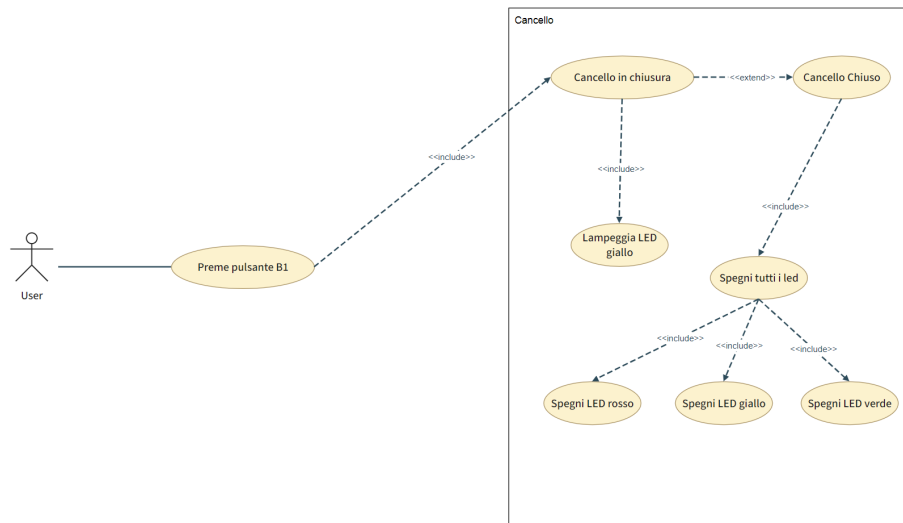 Cancello
Cancello in chiusura
<<extend>>
Cancello Chiuso
<<include>>
<<include>>
<<include>>
Lampeggia LED
giallo
Preme pulsante B1
User
Spegni tutti i led
<<include>>
<<include>>
<<include>>
Spegni LED rosso
Spegni LED giallo
Spegni LED verde